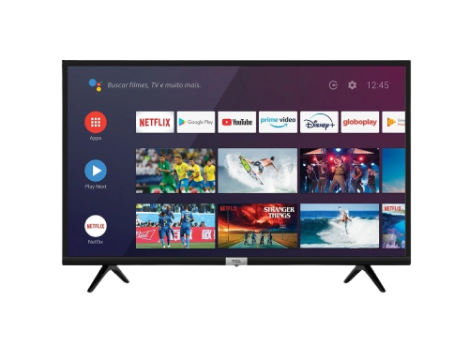 Buscar filmes, TV e muito mais.
12:45
NETFLIX
Google Play
YouTube
prime video
Disney+
globoplay
Apps
Play Next
NETFLIX
Netflix
STRANGER
THINGS
TCL